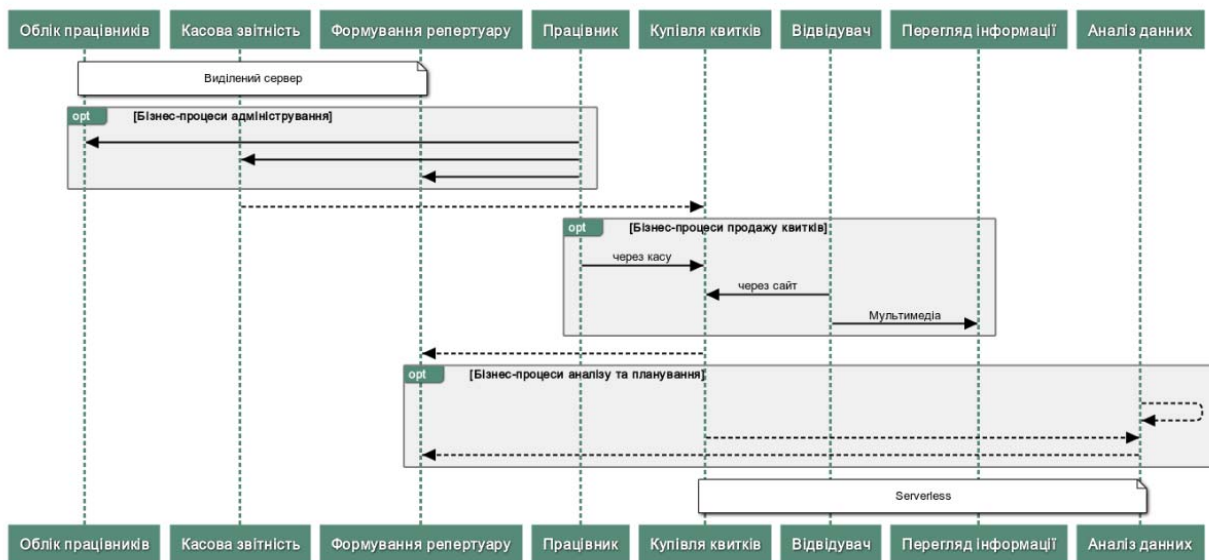 Облік працівників
Касова звітність
Формування репертуару
Працівник
Купівля квитків
Відвідувач
Перегляд інформації
Аналіз данних
Виділений сервер
opt [Бізнес-процеси адміністрування]
opt [Бізнес-процеси продажу квитків]
через касу
через сайт
Мультимедіа
opt [Бізнес-процеси аналізу та планування]
Serverless
Облік працівників
Касова звітність
Формування репертуару
Працівник
Купівля квитків
Відвідувач
Перегляд інформації
Аналіз данних